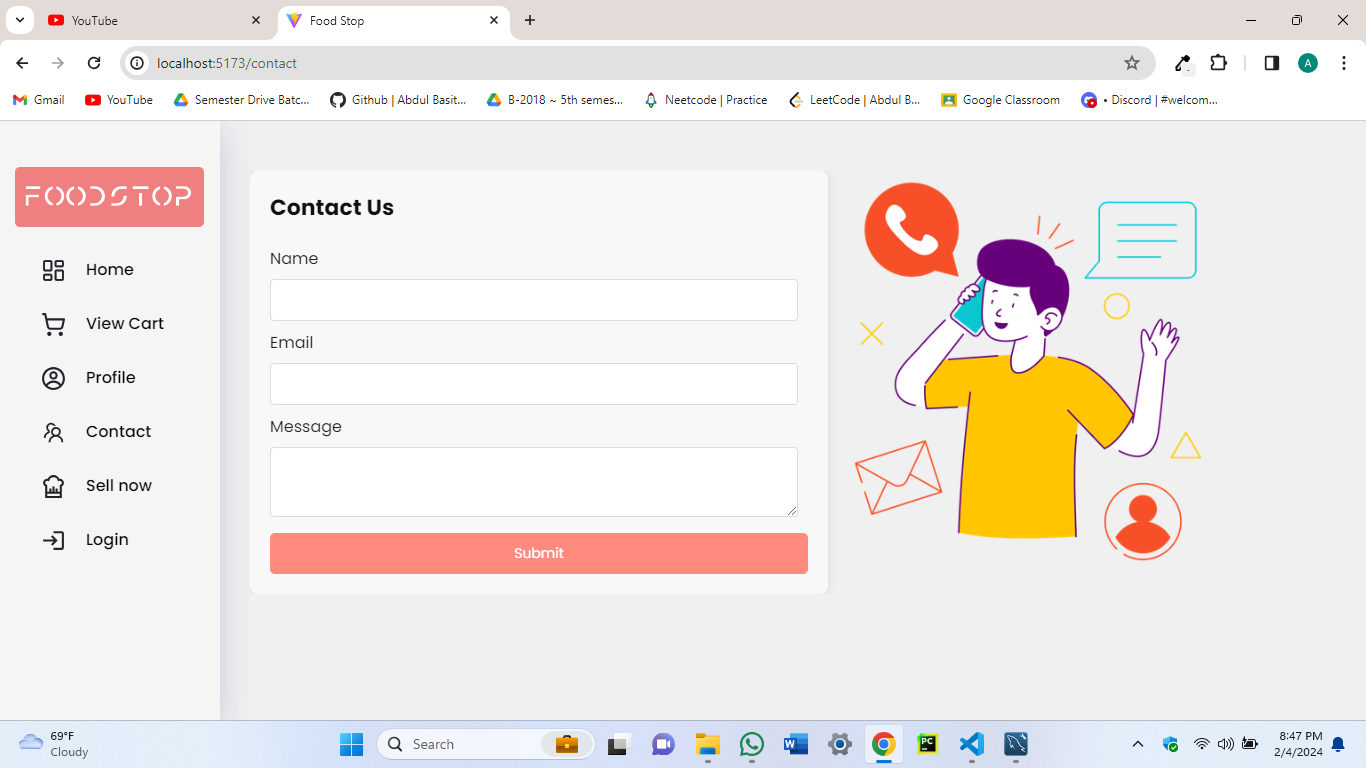 YouTube
Food Stop
localhost:5173/contact
A
Gmail
YouTube
Semester Drive Batc...
Github | Abdul Basit...
B-2018 ~ 5th semes...
Neetcode | Practice
LeetCode | Abdul B...
Google Classroom
• Discord | #welcom...
FOODSTOP
Home
View Cart
Profile
Contact
Sell now
Login
Contact Us
Name
Email
Message
Submit
69°F
Cloudy
Search
W
PC
8:47 PM
2/4/2024